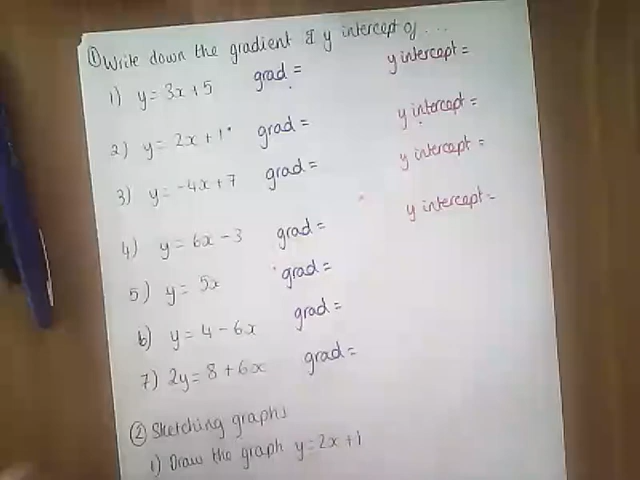 ① Write down the gradient & y intercept of ...
1) y = 3x + 5 grad = y intercept =
2) y = 2x + 1 grad = y intercept =
3) y = -4x + 7 grad = y intercept =
4) y = 6x - 3 grad = y intercept =
5) y = 5x grad =
6) y = 4 - 6x grad =
7) 2y = 8 + 6x grad =
② Sketching graphs
1) Draw the graph y = 2x + 1